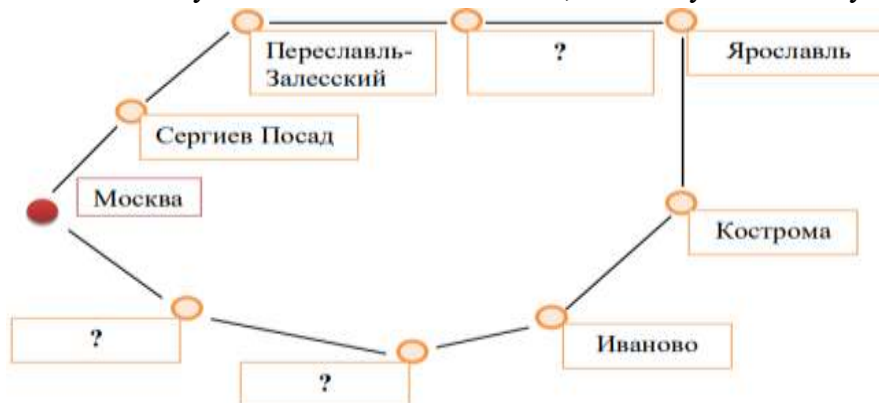 Переславль-
Залесский
?
Ярославль
Сергиев Посад
Москва
Кострома
?
Иваново
?